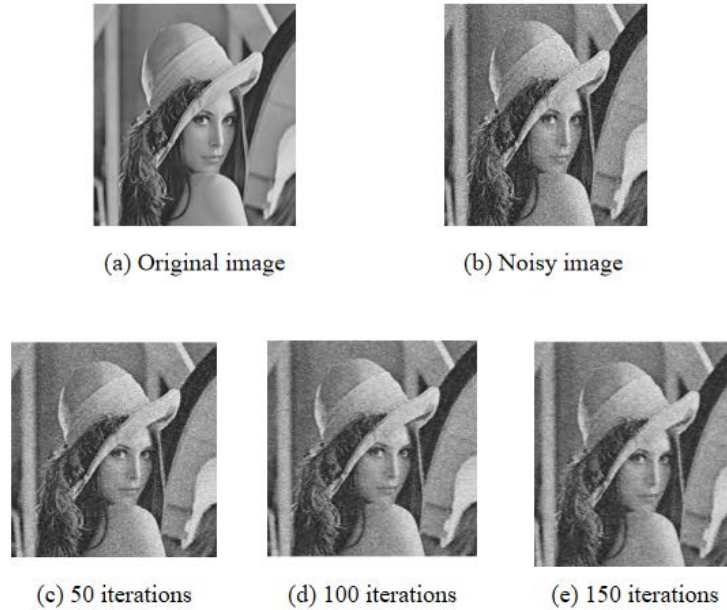 (a) Original image
(b) Noisy image
(c) 50 iterations
(d) 100 iterations
(e) 150 iterations